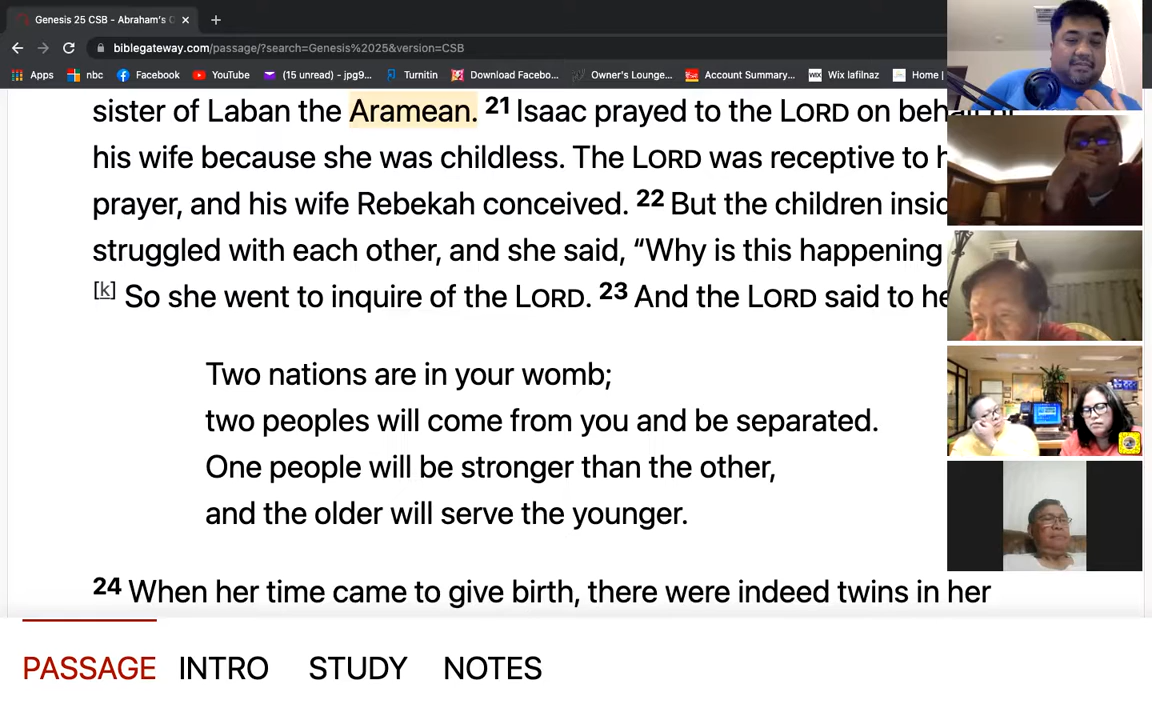 Genesis 25 CSB - Abraham's C
biblegateway.com/passage/?search=Genesis%2025&version=CSB
Apps nbc Facebook YouTube (15 unread) - jpg9... Turnitin Download Facebo... Owner's Lounge... Account Summary... WIX Wix lafilnaz Home |
sister of Laban the Aramean. 21 Isaac prayed to the LORD on behalf of
his wife because she was childless. The LORD was receptive to h
prayer, and his wife Rebekah conceived. 22 But the children insid
struggled with each other, and she said, “Why is this happening
[k] So she went to inquire of the LORD. 23 And the LORD said to he
Two nations are in your womb;
two peoples will come from you and be separated.
One people will be stronger than the other,
and the older will serve the younger.
24 When her time came to give birth, there were indeed twins in her
PASSAGE INTRO STUDY NOTES